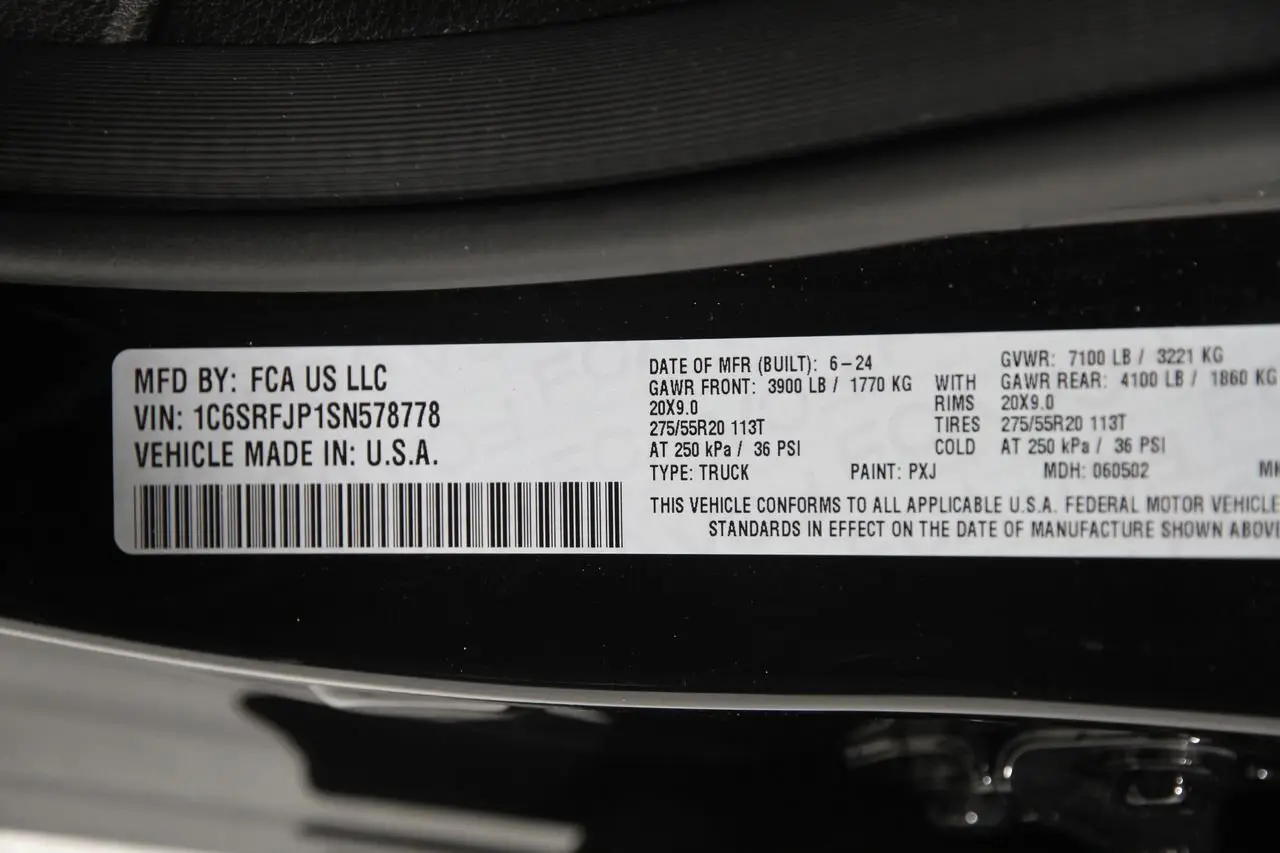 MFD BY: FCA US LLC
VIN: 1C6SRFJP1SN578778
VEHICLE MADE IN: U.S.A.
DATE OF MFR (BUILT): 6-24 GVWR: 7100 LB / 3221 KG
GAWR FRONT: 3900 LB / 1770 KG WITH GAWR REAR: 4100 LB / 1860 KG
20X9.0 RIMS 20X9.0
275/55R20 113T TIRES 275/55R20 113T
AT 250 kPa / 36 PSI COLD AT 250 kPa / 36 PSI
TYPE: TRUCK PAINT: PXJ MDH: 060502
THIS VEHICLE CONFORMS TO ALL APPLICABLE U.S.A. FEDERAL MOTOR VEHICLE
STANDARDS IN EFFECT ON THE DATE OF MANUFACTURE SHOWN